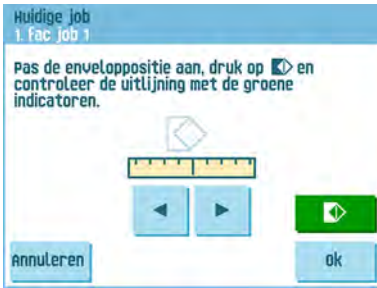 Huidige job
1. Fac job 1
Pas de enveloppositie aan, druk op en
controleer de uitlijning met de groene
indicatoren.
Annuleren
Ok